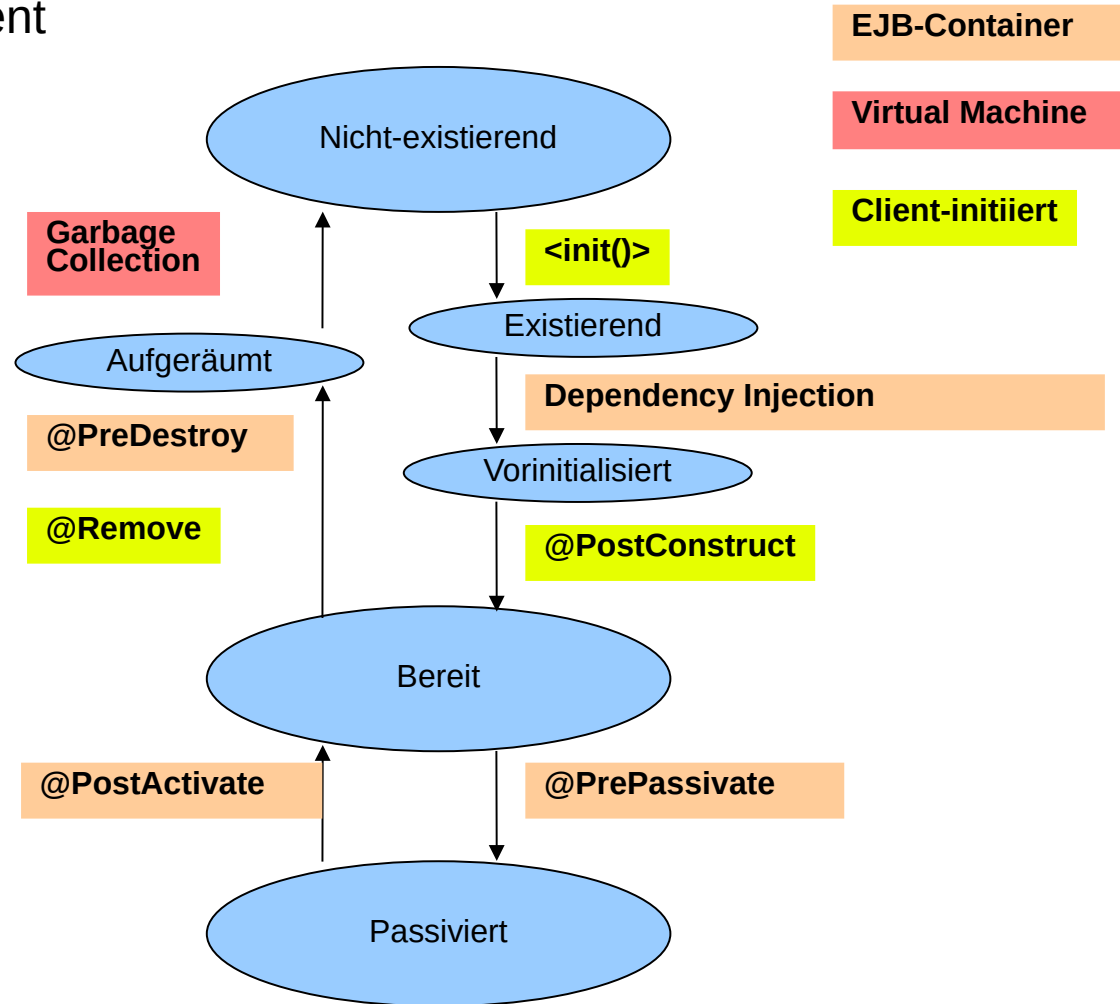 ent
EJB-Container
Virtual Machine
Client-initiiert
Nicht-existierend
Garbage
Collection
<init()>
Existierend
Aufgeräumt
Dependency Injection
@PreDestroy
Vorinitialisiert
@Remove
@PostConstruct
Bereit
@PostActivate
@PrePassivate
Passiviert